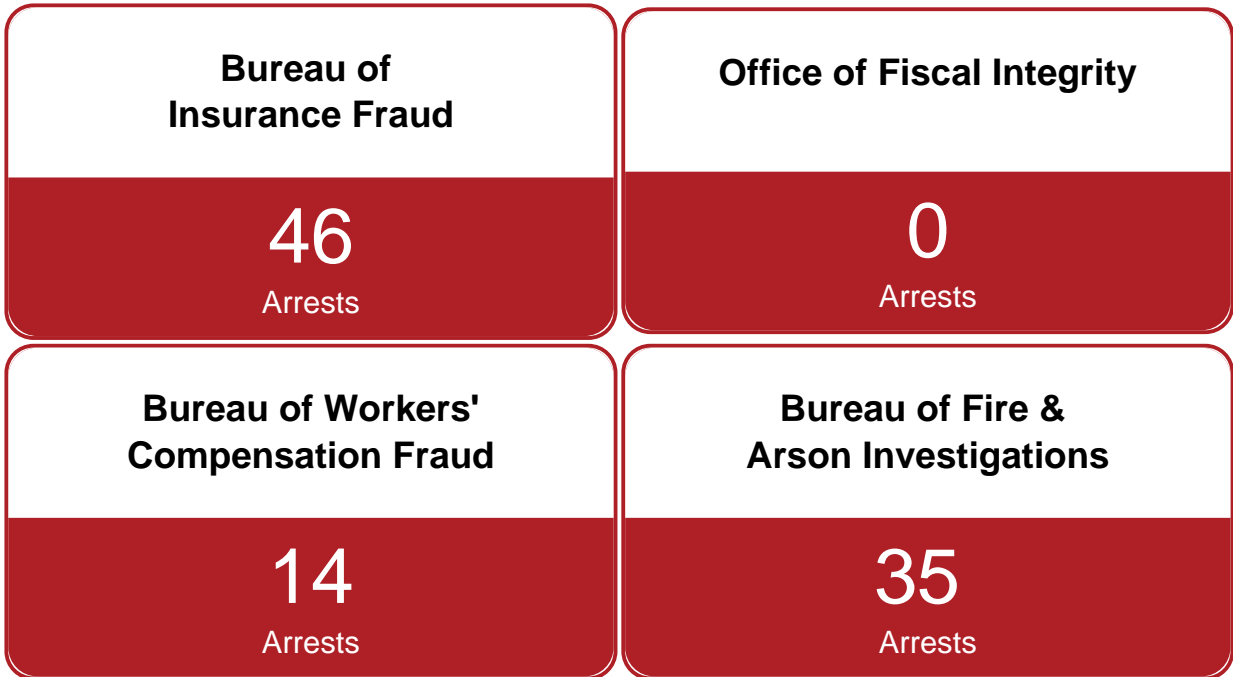 Bureau of
Insurance Fraud
46
Arrests
Office of Fiscal Integrity
0
Arrests
Bureau of Workers'
Compensation Fraud
14
Arrests
Bureau of Fire &
Arson Investigations
35
Arrests